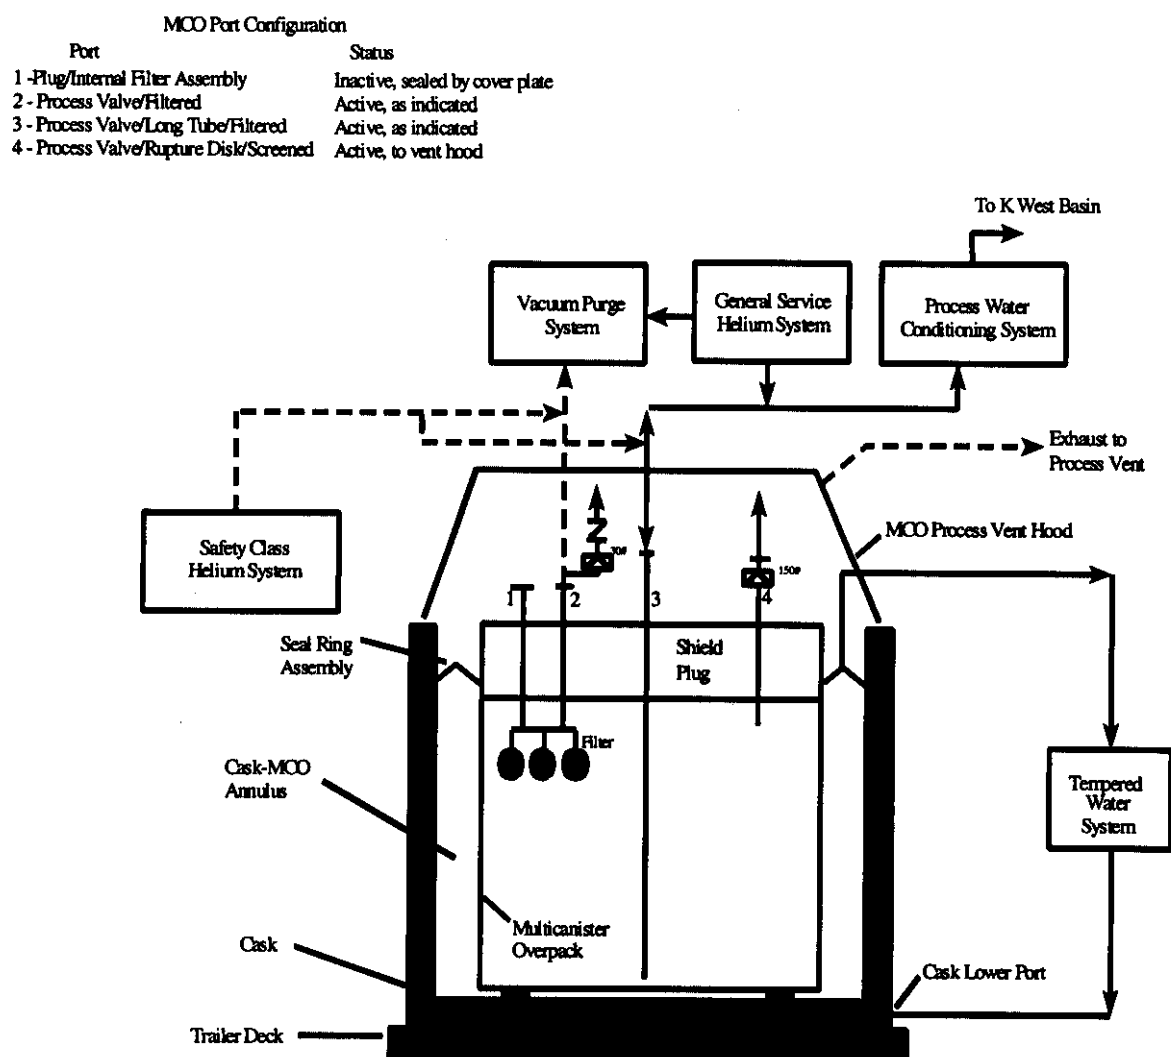 MCO Port Configuration
Port Status
1 -Plug/Internal Filter Assembly Inactive, sealed by cover plate
2 - Process Valve/Filtered Active, as indicated
3 - Process Valve/Long Tube/Filtered Active, as indicated
4 - Process Valve/Rupture Disk/Screened Active, to vent hood
To K West Basin
Vacuum Purge
System
General Service
Helium System
Process Water
Conditioning System
Exhaust to
Process Vent
Safety Class
Helium System
MCO Process Vent Hood
30#
150#
1
2
3
4
Seal Ring
Assembly
Shield
Plug
Filter
Cask-MCO
Annulus
Tempered
Water
System
Multicanister
Overpack
Cask
Cask Lower Port
Trailer Deck